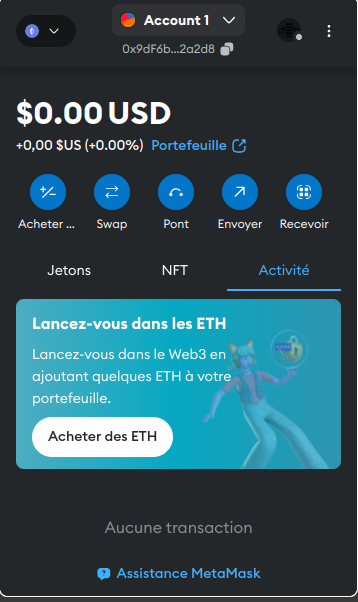 Account 1
0x9dF6b...2a2d8
$0.00 USD
+0,00 $US (+0.00%) Portefeuille
Acheter ... Swap Pont Envoyer Recevoir
Jetons NFT Activité
Lancez-vous dans les ETH
Lancez-vous dans le Web3 en
ajoutant quelques ETH à votre
portefeuille.
Acheter des ETH
Aucune transaction
Assistance MetaMask